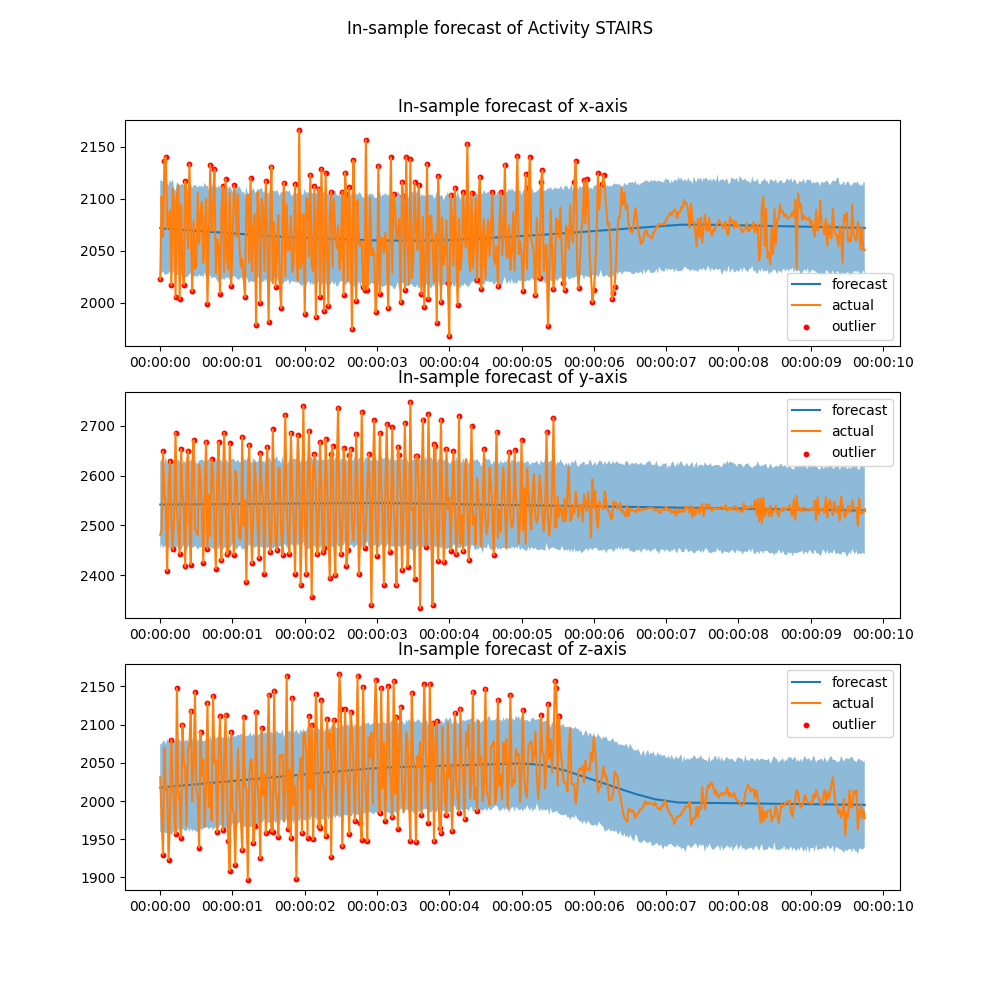 In-sample forecast of Activity STAIRS
In-sample forecast of x-axis
2150
2100
2050
2000
forecast
actual
outlier
00:00:00 00:00:01 00:00:02 00:00:03 00:00:04 00:00:05 00:00:06 00:00:07 00:00:08 00:00:09 00:00:10
In-sample forecast of y-axis
2700
2600
2500
2400
forecast
actual
outlier
00:00:00 00:00:01 00:00:02 00:00:03 00:00:04 00:00:05 00:00:06 00:00:07 00:00:08 00:00:09 00:00:10
In-sample forecast of z-axis
2150
2100
2050
2000
1950
1900
forecast
actual
outlier
00:00:00 00:00:01 00:00:02 00:00:03 00:00:04 00:00:05 00:00:06 00:00:07 00:00:08 00:00:09 00:00:10